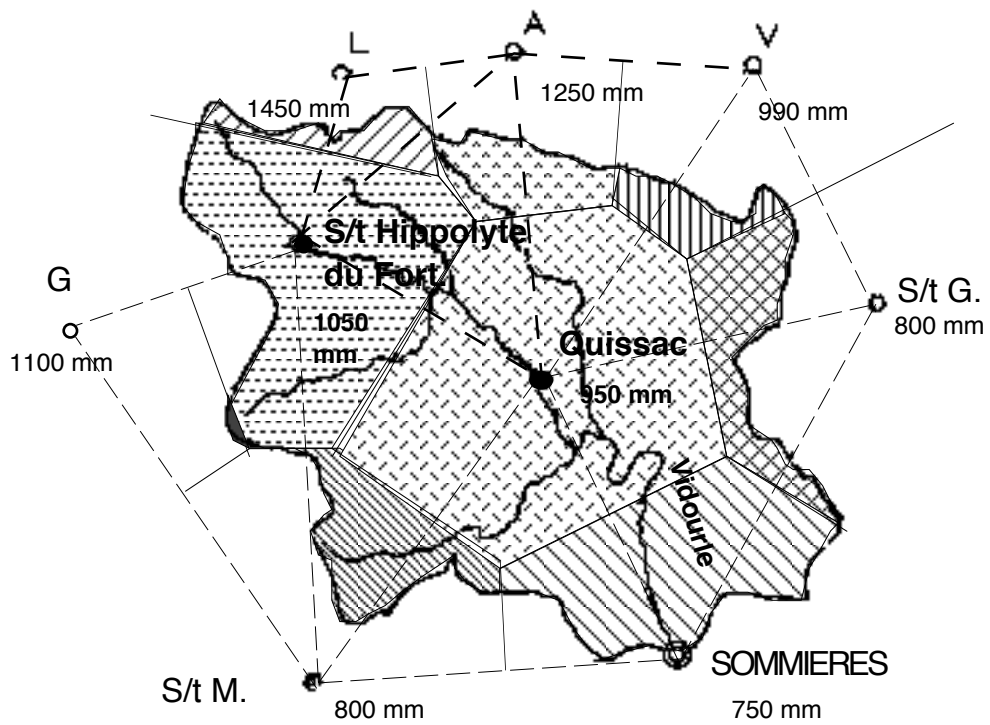 L
A
V
1450 mm
1250 mm
990 mm
S/t Hippolyte
du Fort
1050
mm
G
1100 mm
S/t G.
800 mm
Quissac
950 mm
Vidourle
S/t M.
800 mm
SOMMIERES
750 mm